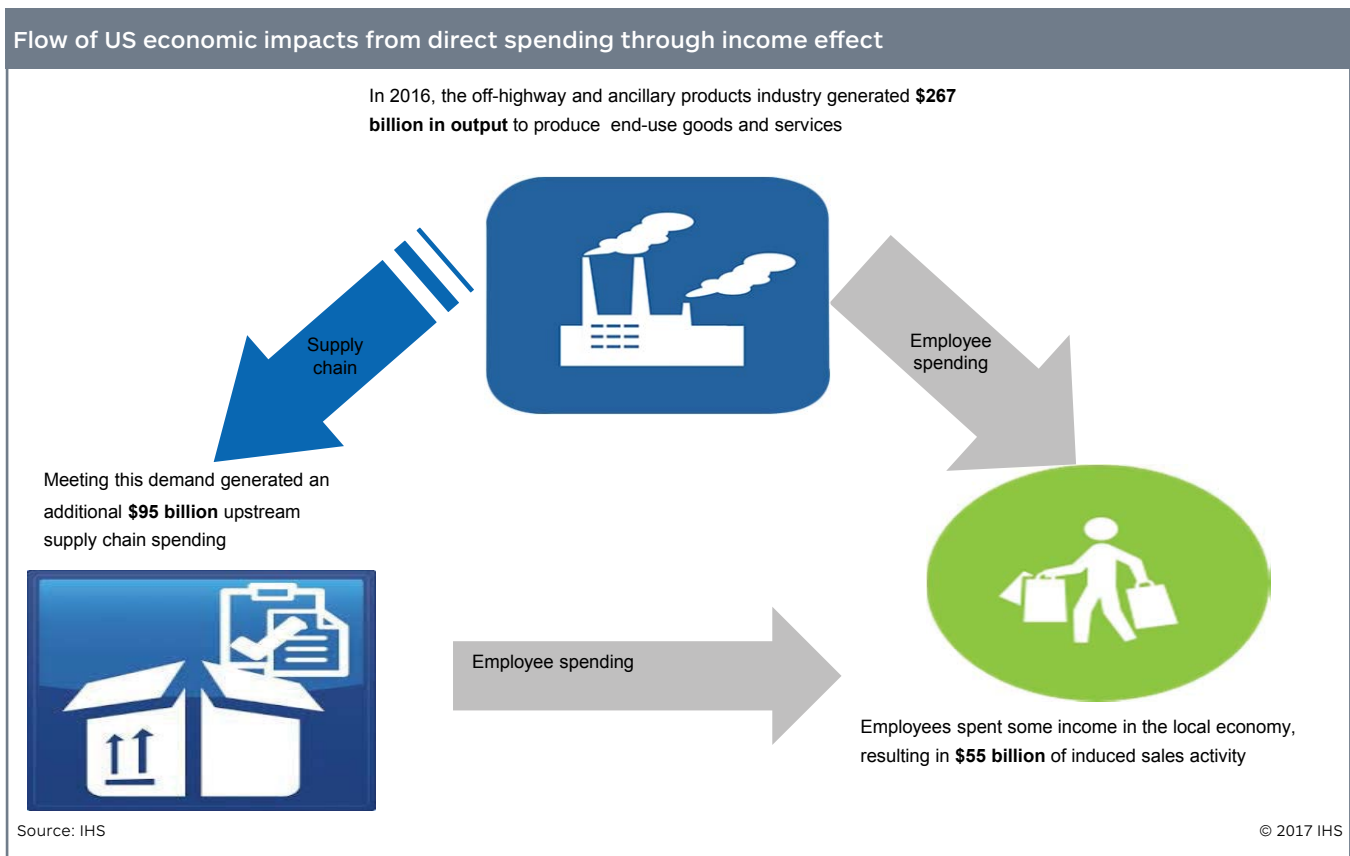 Flow of US economic impacts from direct spending through income effect
In 2016, the off-highway and ancillary products industry generated $267
billion in output to produce end-use goods and services
Supply
chain
Employee
spending
Meeting this demand generated an
additional $95 billion upstream
supply chain spending
Employee spending
Employees spent some income in the local economy,
resulting in $55 billion of induced sales activity
Source: IHS
© 2017 IHS